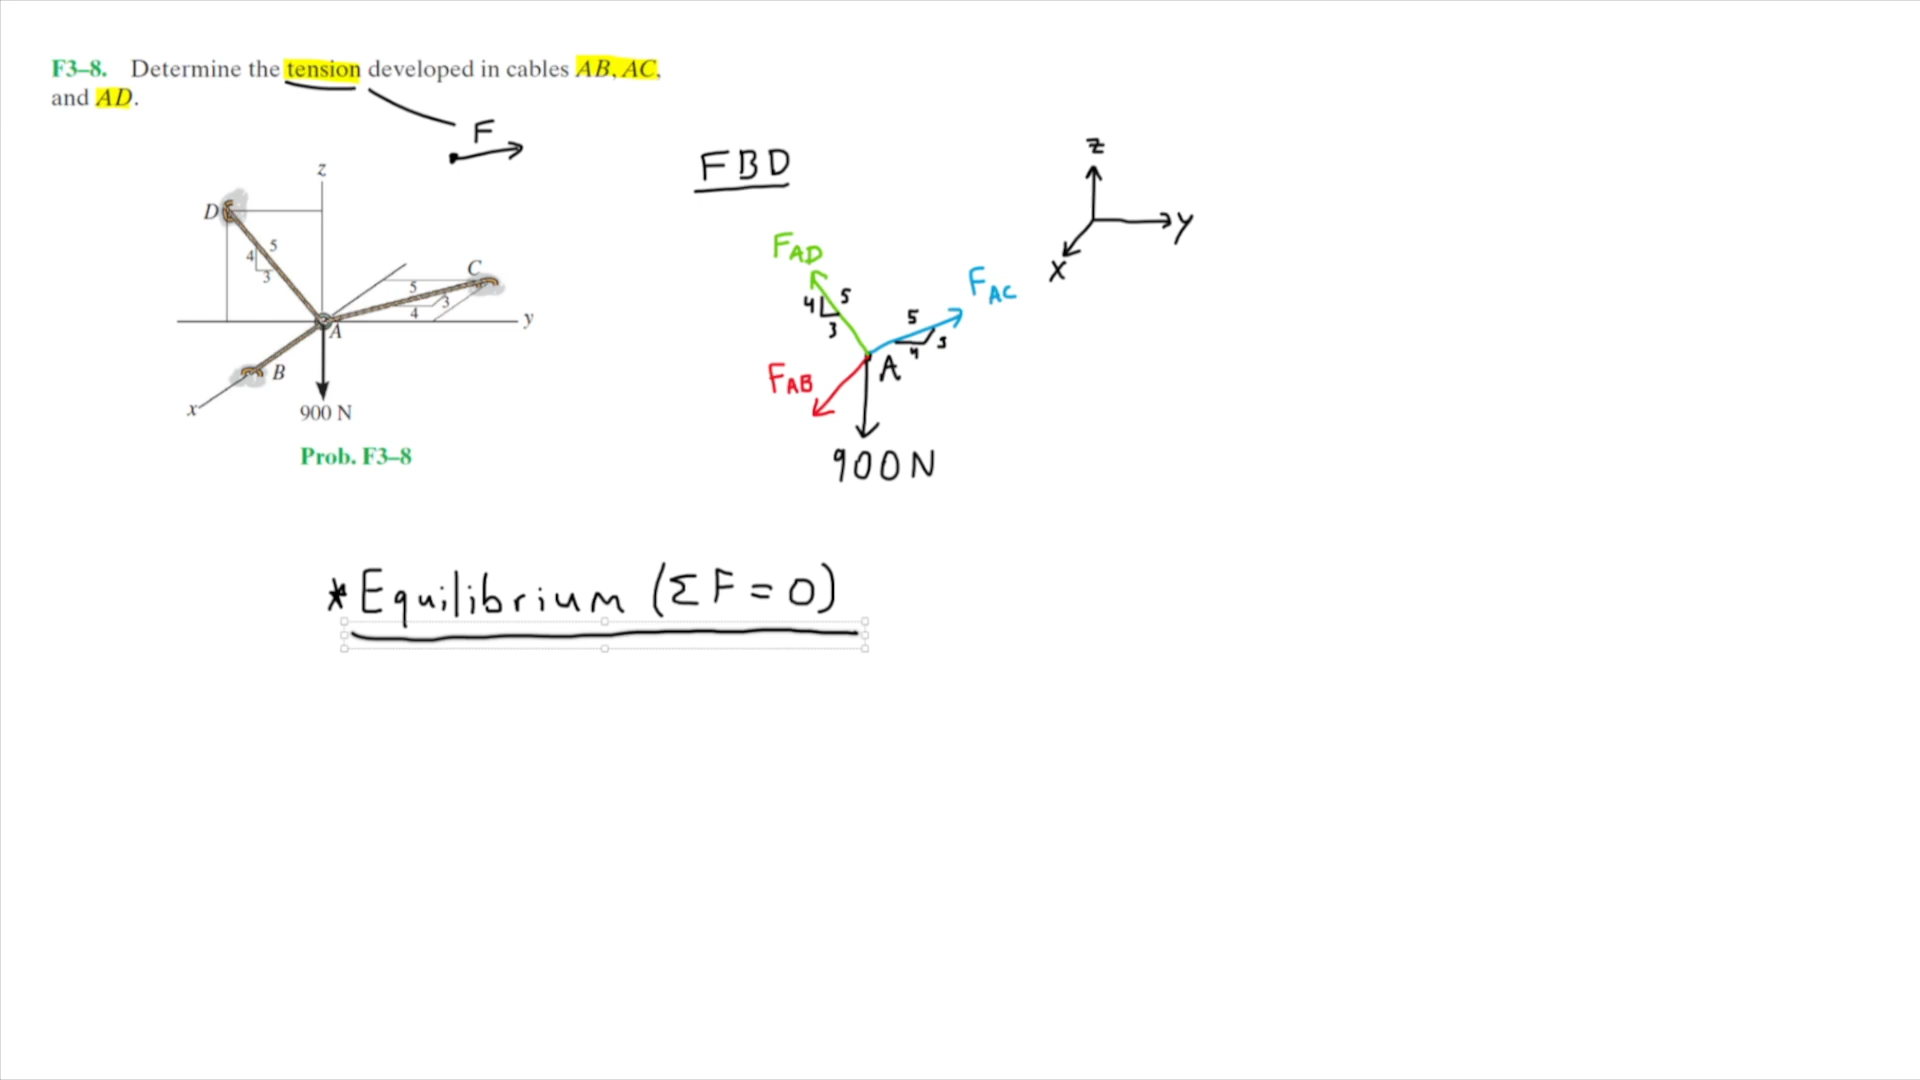 F3–8. Determine the tension developed in cables AB, AC,
and AD.
F
z
D
5
4
3
C
5
3
4
y
A
B
x
900 N
Prob. F3–8
FBD
z
y
x
FAD
4
5
3
FAC
5
3
4
A
FAB
900N
*Equilibrium (ΣF=0)